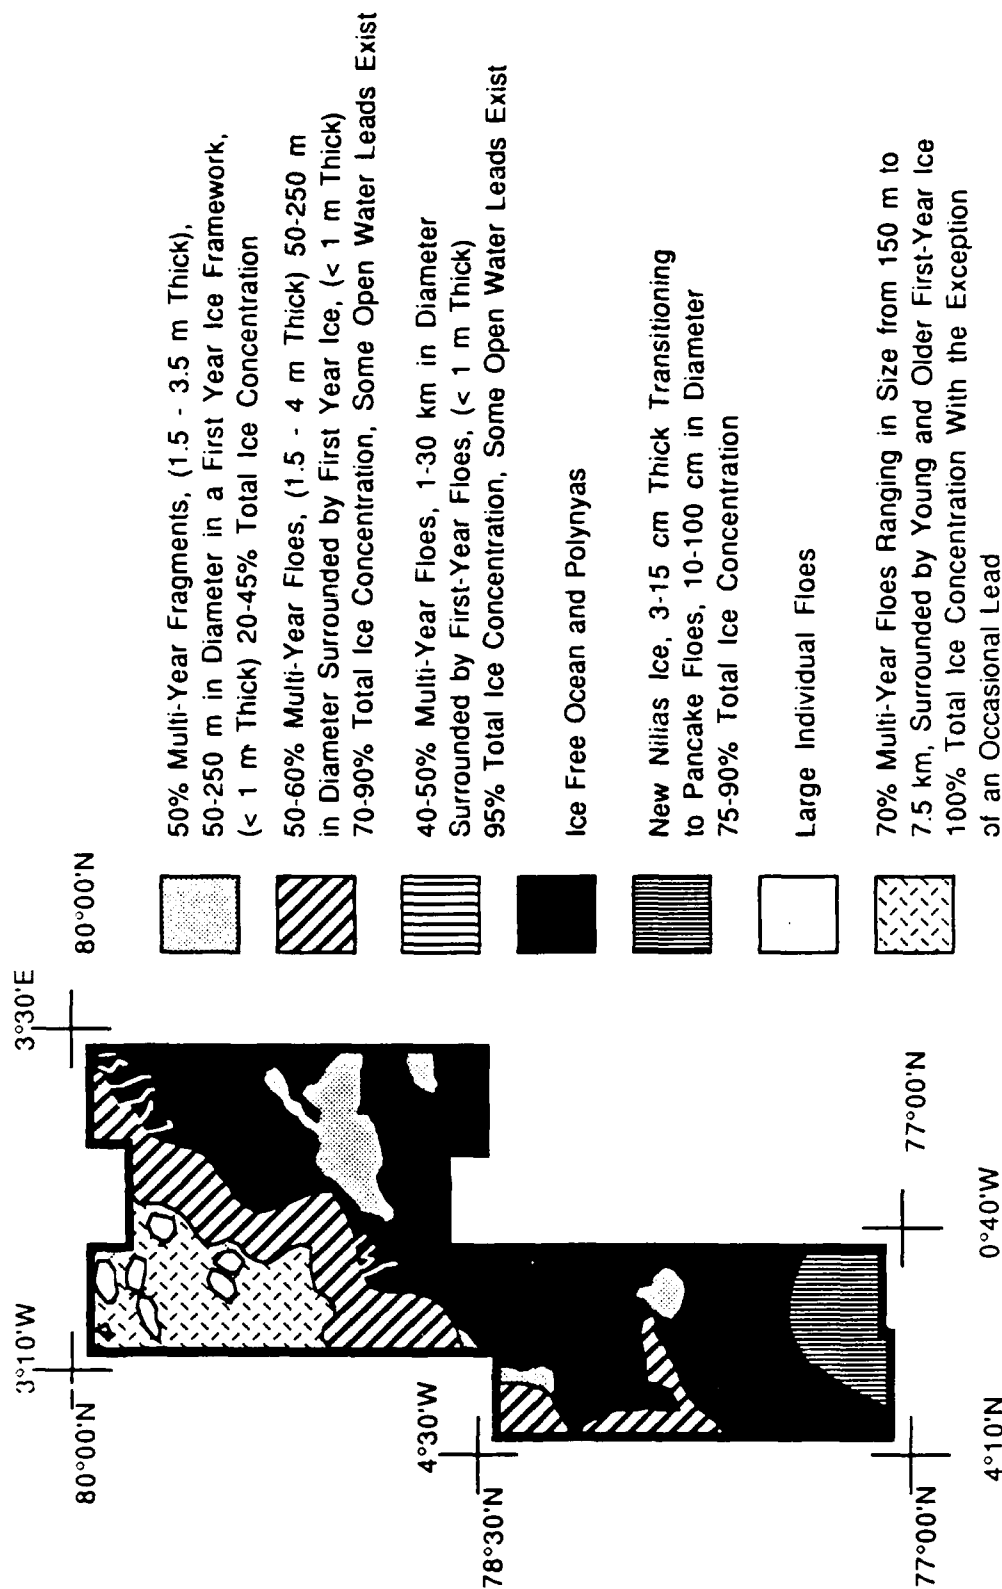 3°10'W
3°30'E
80°00'N
80°00'N
4°30'W
78°30'N
77°00'N
77°00'N
0°40'W
4°10'N
50% Multi-Year Fragments, (1.5 - 3.5 m Thick),
50-250 m in Diameter in a First Year Ice Framework,
(< 1 m Thick) 20-45% Total Ice Concentration
50-60% Multi-Year Floes, (1.5 - 4 m Thick) 50-250 m
in Diameter Surrounded by First Year Ice, (< 1 m Thick)
70-90% Total Ice Concentration, Some Open Water Leads Exist
40-50% Multi-Year Floes, 1-30 km in Diameter
Surrounded by First-Year Floes, (< 1 m Thick)
95% Total Ice Concentration, Some Open Water Leads Exist
Ice Free Ocean and Polynyas
New Nilas Ice, 3-15 cm Thick Transitioning
to Pancake Floes, 10-100 cm in Diameter
75-90% Total Ice Concentration
Large Individual Floes
70% Multi-Year Floes Ranging in Size from 150 m to
7.5 km, Surrounded by Young and Older First-Year Ice
100% Total Ice Concentration With the Exception
of an Occasional Lead